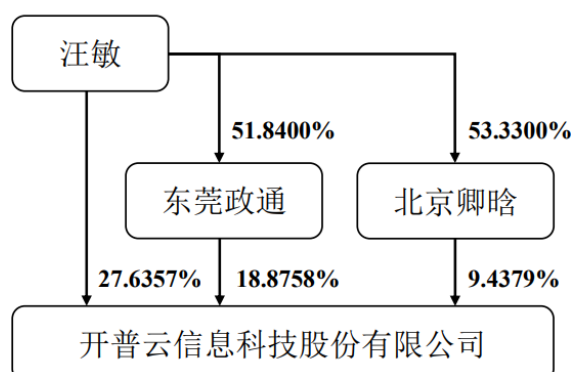 汪敏
51.8400%
53.3300%
东莞政通
北京卿晗
27.6357%
18.8758%
9.4379%
开普云信息科技股份有限公司